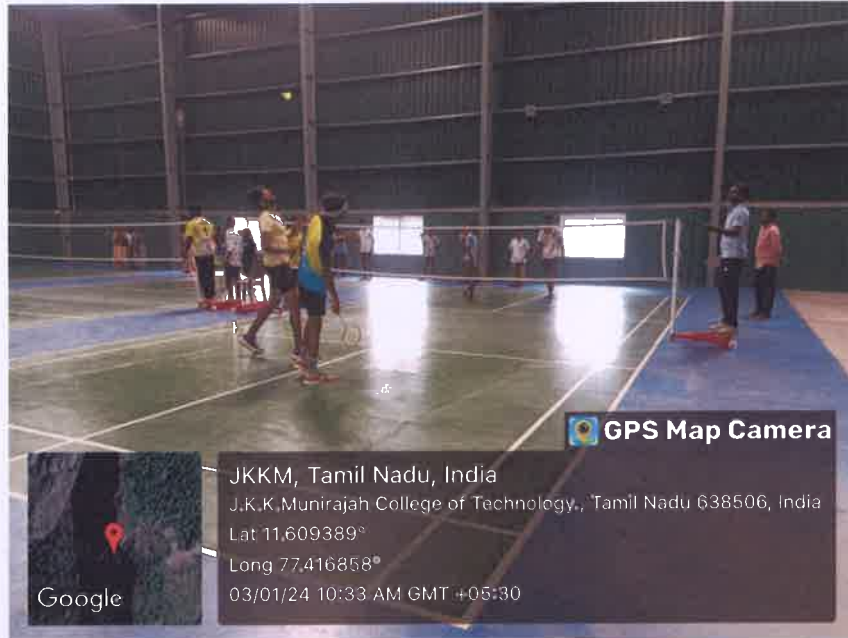 GPS Map Camera
JKKM, Tamil Nadu, India
J.K.K.Munirajah College of Technology., Tamil Nadu 638506, India
Lat 11.609389°
Long 77.416858°
03/01/24 10:33 AM GMT +05:30
Google